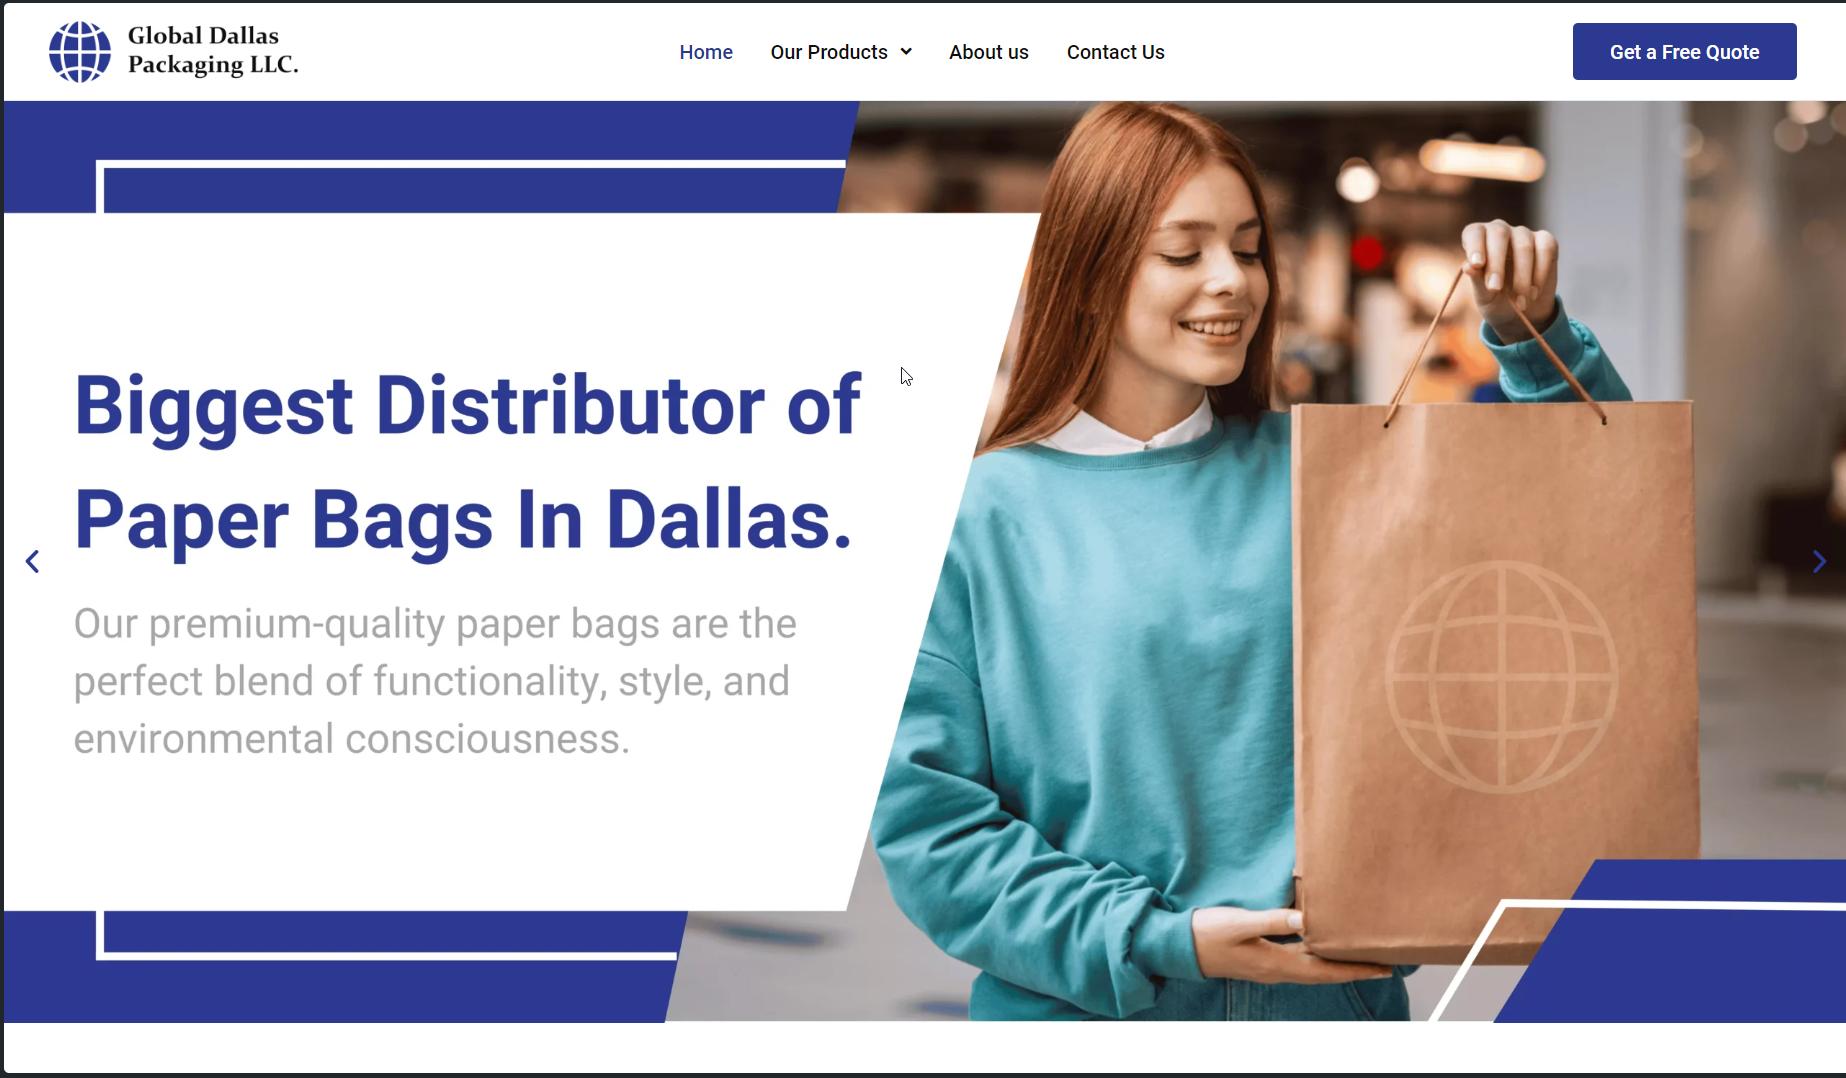 Global Dallas
Packaging LLC.
Home
Our Products
About us
Contact Us
Get a Free Quote
Biggest Distributor of
Paper Bags In Dallas.
Our premium-quality paper bags are the
perfect blend of functionality, style, and
environmental consciousness.